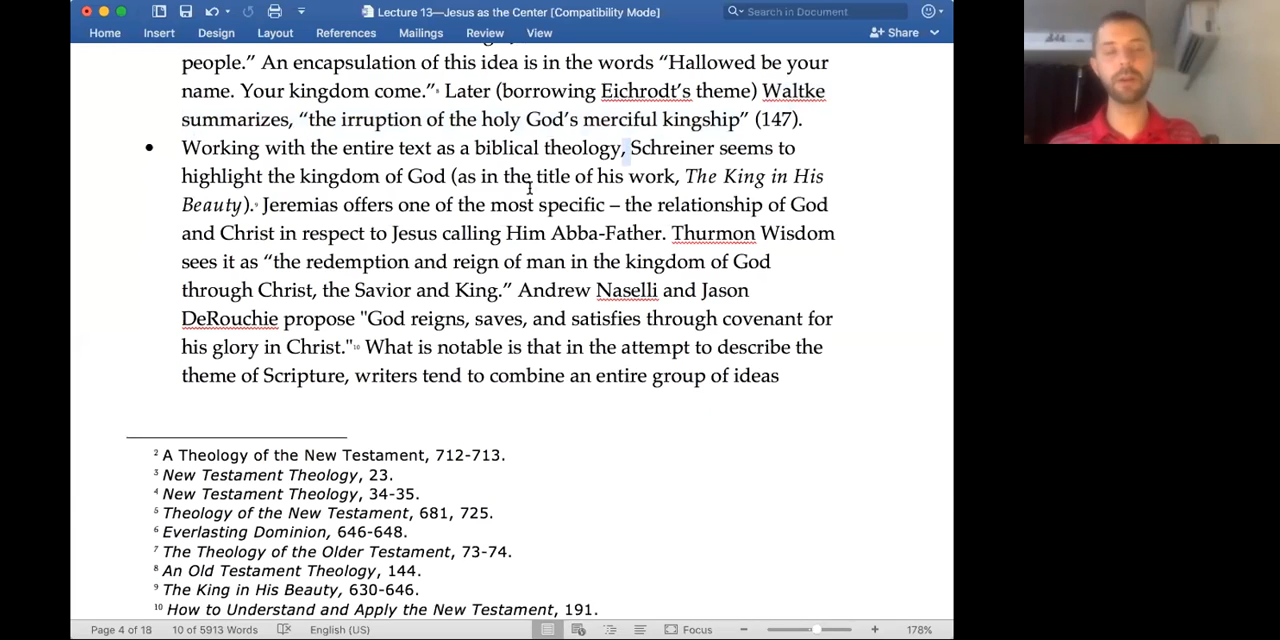 Lecture 13—Jesus as the Center [Compatibility Mode]
Search in Document
Home Insert Design Layout References Mailings Review View Share
people.” An encapsulation of this idea is in the words “Hallowed be your
name. Your kingdom come.”⁸ Later (borrowing Eichrodt’s theme) Waltke
summarizes, “the irruption of the holy God’s merciful kingship” (147).
• Working with the entire text as a biblical theology, Schreiner seems to
highlight the kingdom of God (as in the title of his work, The King in His
Beauty).⁹ Jeremias offers one of the most specific – the relationship of God
and Christ in respect to Jesus calling Him Abba-Father. Thurmon Wisdom
sees it as “the redemption and reign of man in the kingdom of God
through Christ, the Savior and King.” Andrew Naselli and Jason
DeRouchie propose "God reigns, saves, and satisfies through covenant for
his glory in Christ."¹⁰ What is notable is that in the attempt to describe the
theme of Scripture, writers tend to combine an entire group of ideas
² A Theology of the New Testament, 712-713.
³ New Testament Theology, 23.
⁴ New Testament Theology, 34-35.
⁵ Theology of the New Testament, 681, 725.
⁶ Everlasting Dominion, 646-648.
⁷ The Theology of the Older Testament, 73-74.
⁸ An Old Testament Theology, 144.
⁹ The King in His Beauty, 630-646.
¹⁰ How to Understand and Apply the New Testament, 191.
Page 4 of 18 10 of 5913 Words English (US) Focus 178%